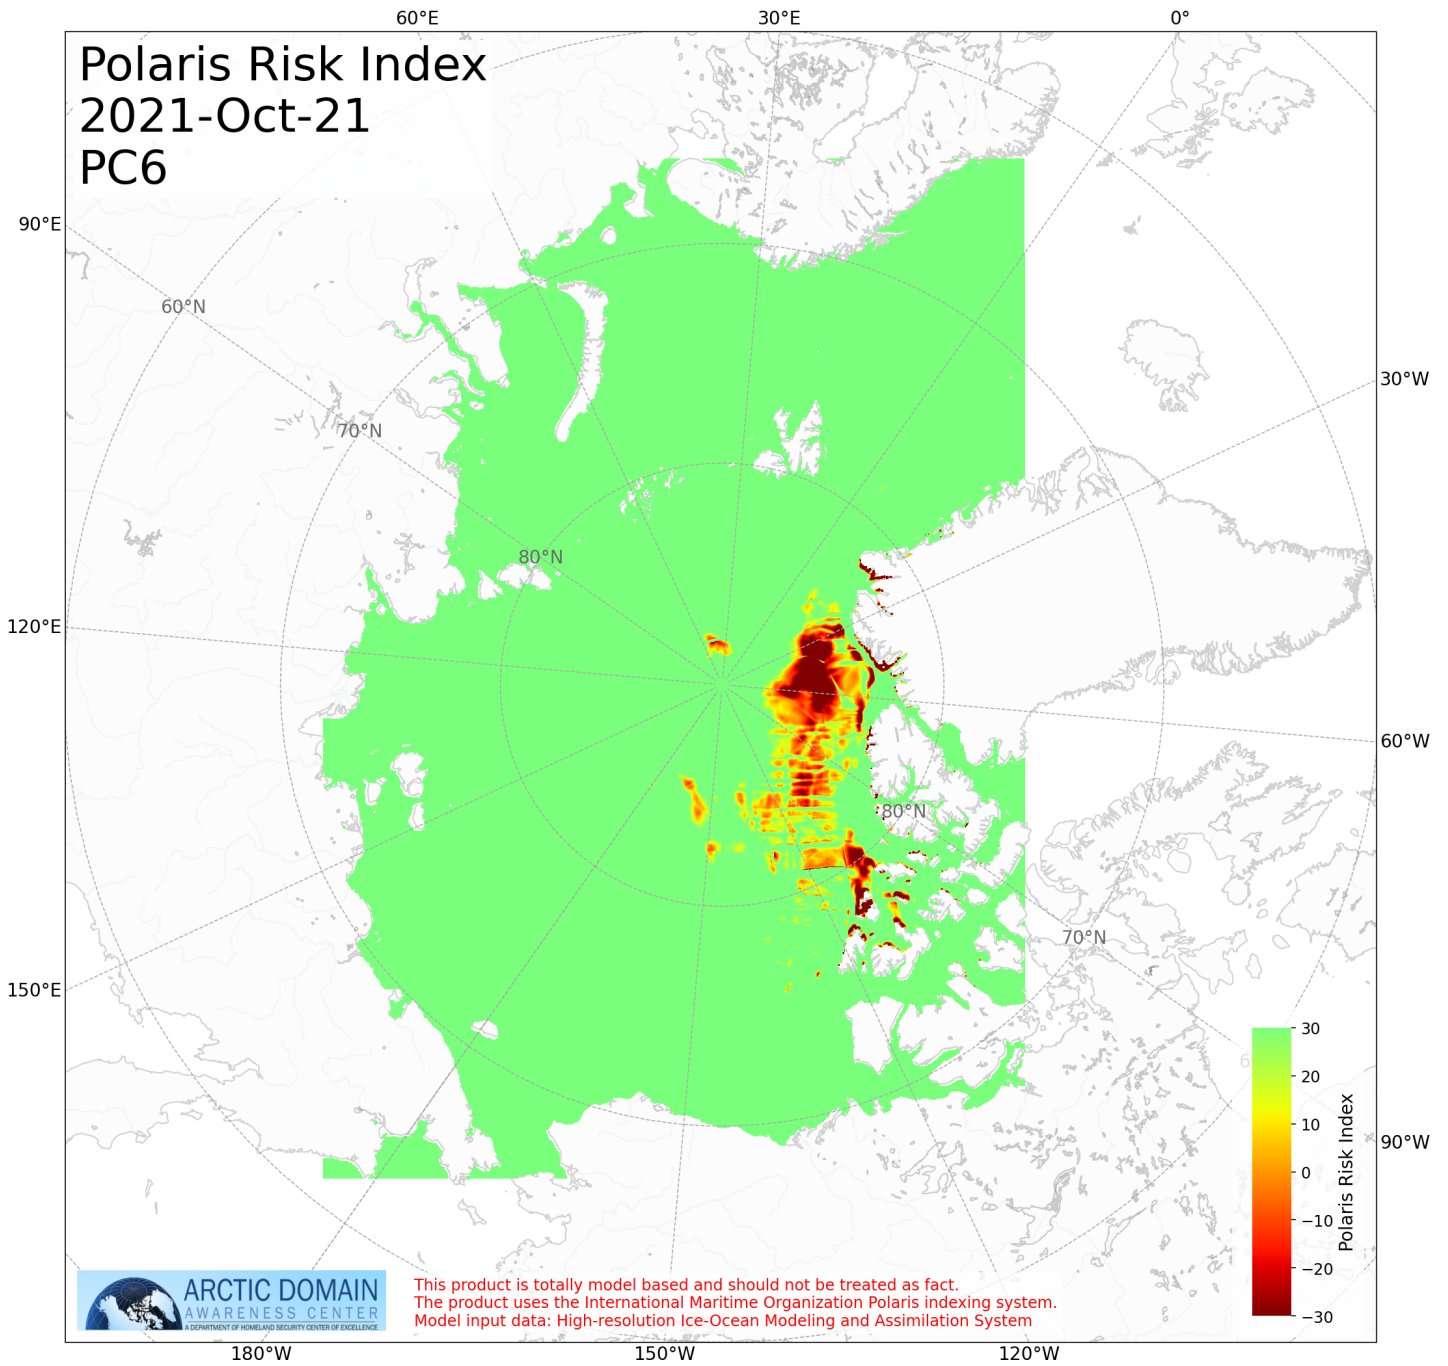 60°E
30°E
0°
Polaris Risk Index
2021-Oct-21
PC6
90°E
60°N
30°W
70°N
80°N
120°E
60°W
80°N
70°N
150°E
30
20
10
0
−10
−20
−30
Polaris Risk Index
90°W
ARCTIC DOMAIN
AWARENESS CENTER
A DEPARTMENT OF HOMELAND SECURITY CENTER OF EXCELLENCE
This product is totally model based and should not be treated as fact.
The product uses the International Maritime Organization Polaris indexing system.
Model input data: High-resolution Ice-Ocean Modeling and Assimilation System
180°W
150°W
120°W